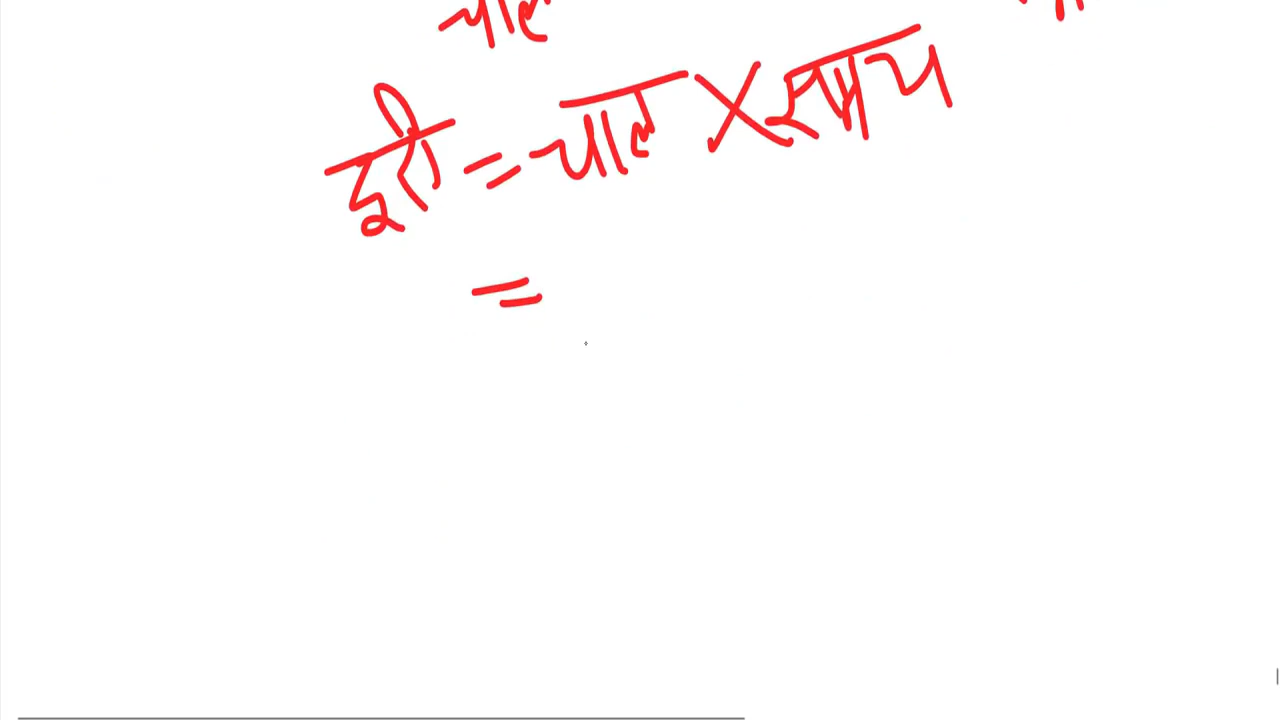 चाल
दूरी = चाल × समय
=